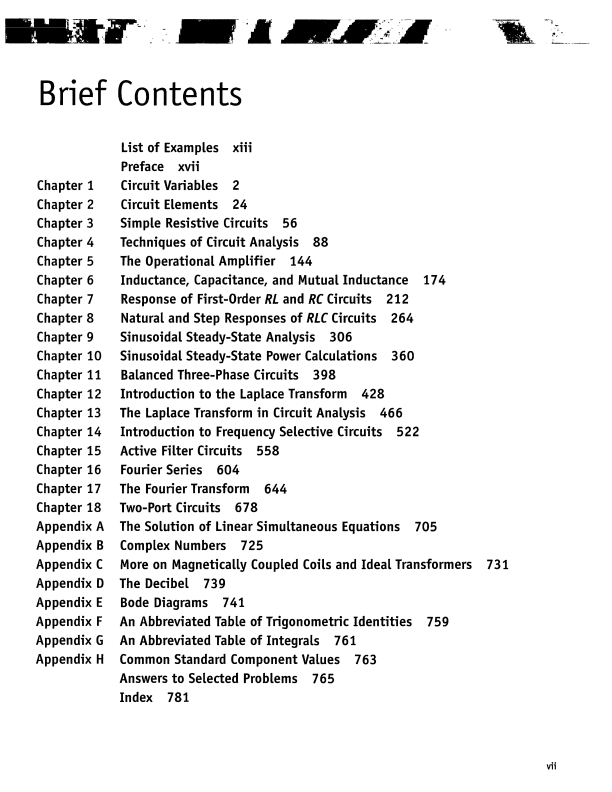 Brief Contents
List of Examples xiii
Preface xvii
Chapter 1 Circuit Variables 2
Chapter 2 Circuit Elements 24
Chapter 3 Simple Resistive Circuits 56
Chapter 4 Techniques of Circuit Analysis 88
Chapter 5 The Operational Amplifier 144
Chapter 6 Inductance, Capacitance, and Mutual Inductance 174
Chapter 7 Response of First-Order RL and RC Circuits 212
Chapter 8 Natural and Step Responses of RLC Circuits 264
Chapter 9 Sinusoidal Steady-State Analysis 306
Chapter 10 Sinusoidal Steady-State Power Calculations 360
Chapter 11 Balanced Three-Phase Circuits 398
Chapter 12 Introduction to the Laplace Transform 428
Chapter 13 The Laplace Transform in Circuit Analysis 466
Chapter 14 Introduction to Frequency Selective Circuits 522
Chapter 15 Active Filter Circuits 558
Chapter 16 Fourier Series 604
Chapter 17 The Fourier Transform 644
Chapter 18 Two-Port Circuits 678
Appendix A The Solution of Linear Simultaneous Equations 705
Appendix B Complex Numbers 725
Appendix C More on Magnetically Coupled Coils and Ideal Transformers 731
Appendix D The Decibel 739
Appendix E Bode Diagrams 741
Appendix F An Abbreviated Table of Trigonometric Identities 759
Appendix G An Abbreviated Table of Integrals 761
Appendix H Common Standard Component Values 763
Answers to Selected Problems 765
Index 781
vii